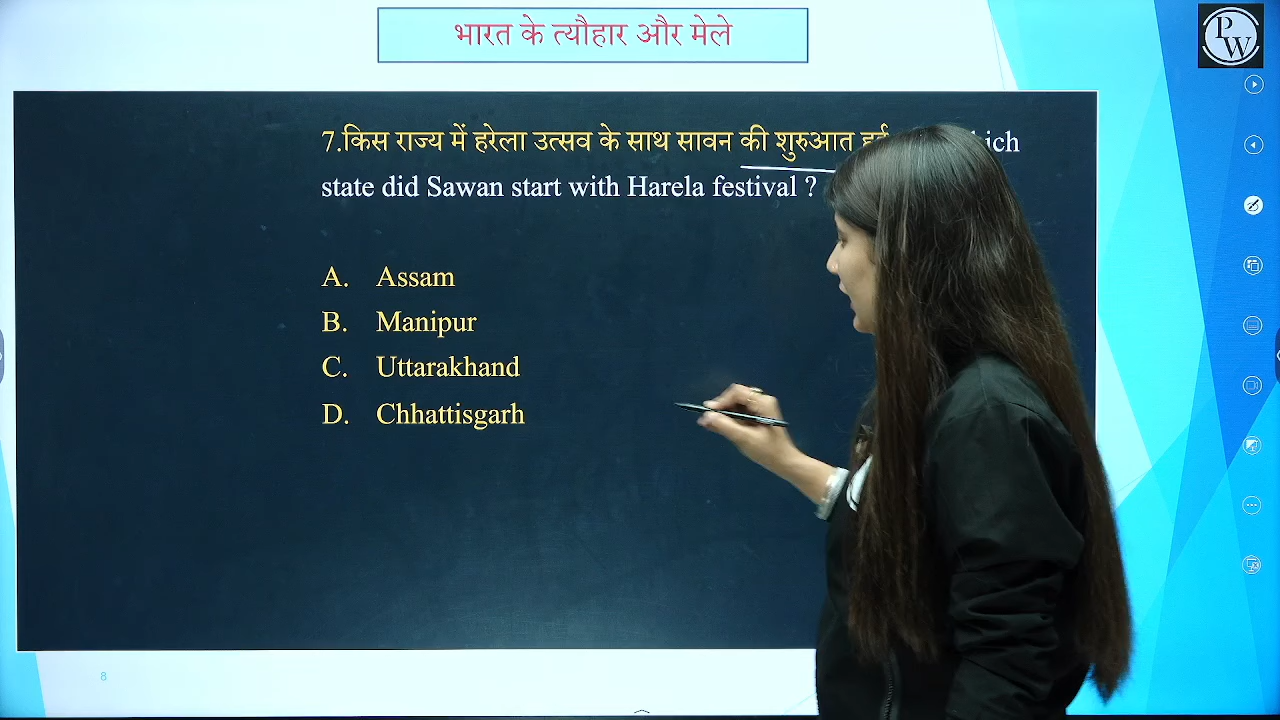 भारत के त्यौहार और मेले
PW
7.किस राज्य में हरेला उत्सव के साथ सावन की शुरुआत
state did Sawan start with Harela festival ?
A. Assam
B. Manipur
C. Uttarakhand
D. Chhattisgarh
8